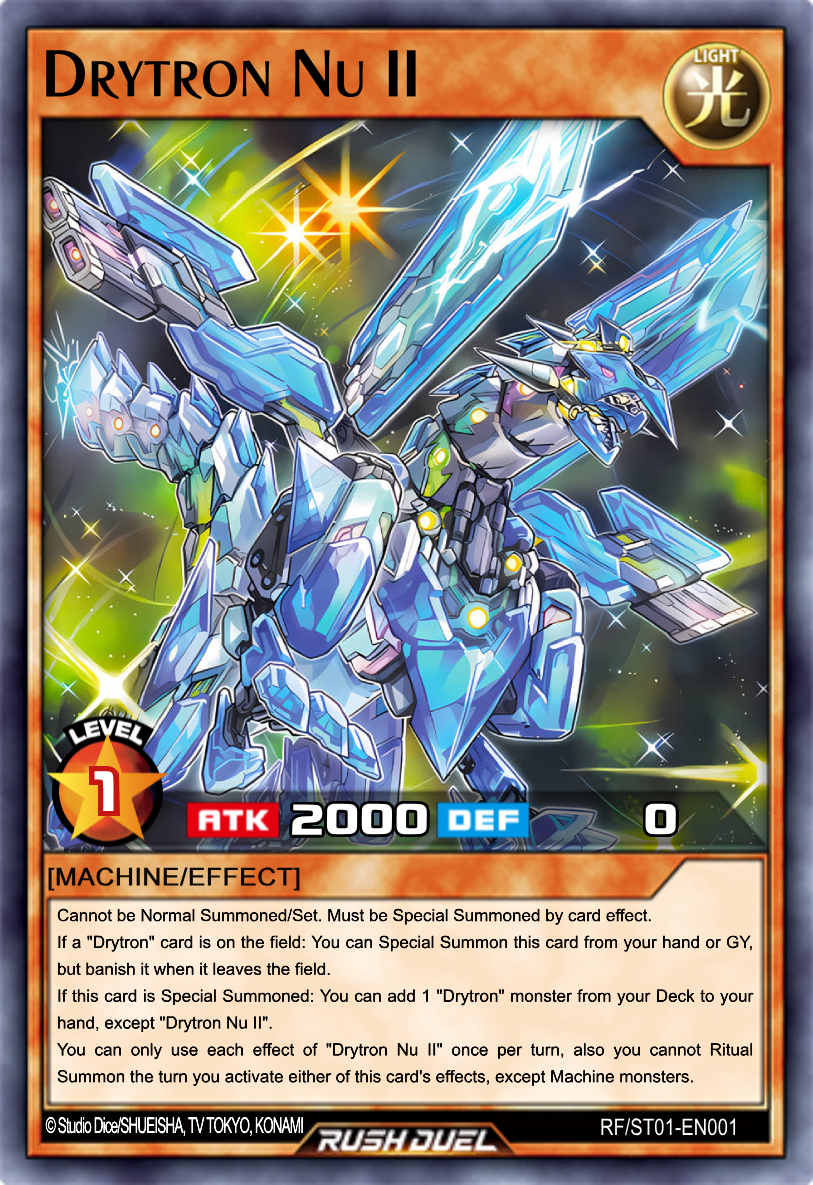 DRYTRON NU II
LIGHT
光
LEVEL
1
ATK 2000 DEF 0
[MACHINE/EFFECT]
Cannot be Normal Summoned/Set. Must be Special Summoned by card effect.
If a "Drytron" card is on the field: You can Special Summon this card from your hand or GY,
but banish it when it leaves the field.
If this card is Special Summoned: You can add 1 "Drytron" monster from your Deck to your
hand, except "Drytron Nu II".
You can only use each effect of "Drytron Nu II" once per turn, also you cannot Ritual
Summon the turn you activate either of this card's effects, except Machine monsters.
© Studio Dice/SHUEISHA, TV TOKYO, KONAMI
RUSH DUEL
RF/ST01-EN001